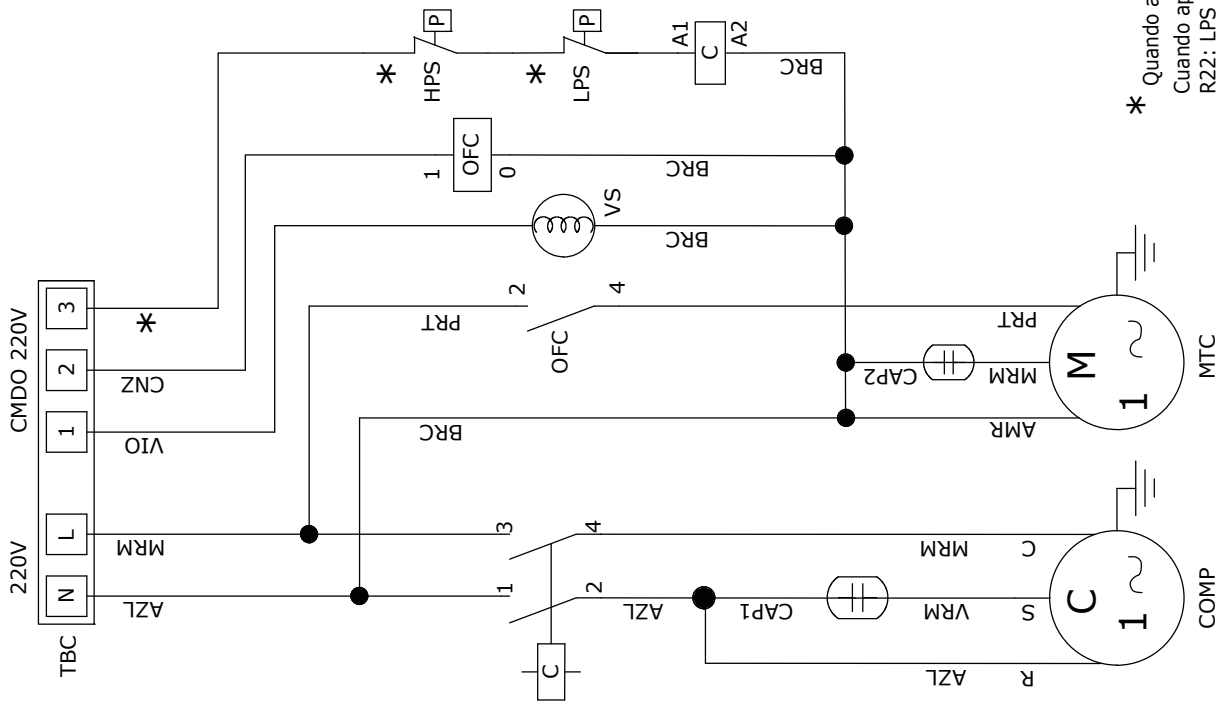 220V
CMDO 220V
TBC
N
L
1
2
3
AZL
MRM
VIO
CNZ
*
*
HPS
P
*
LPS
P
A1
C
A2
BRC
1
OFC
0
BRC
VS
BRC
PRT
2
OFC
4
PRT
BRC
1
2
3
4
C
AZL
CAP1
VRM
S
MRM
C
AZL
R
C
1
COMP
CAP2
MRM
AMR
M
1
MTC
* Quando a
Cuando ap
R22: LPS